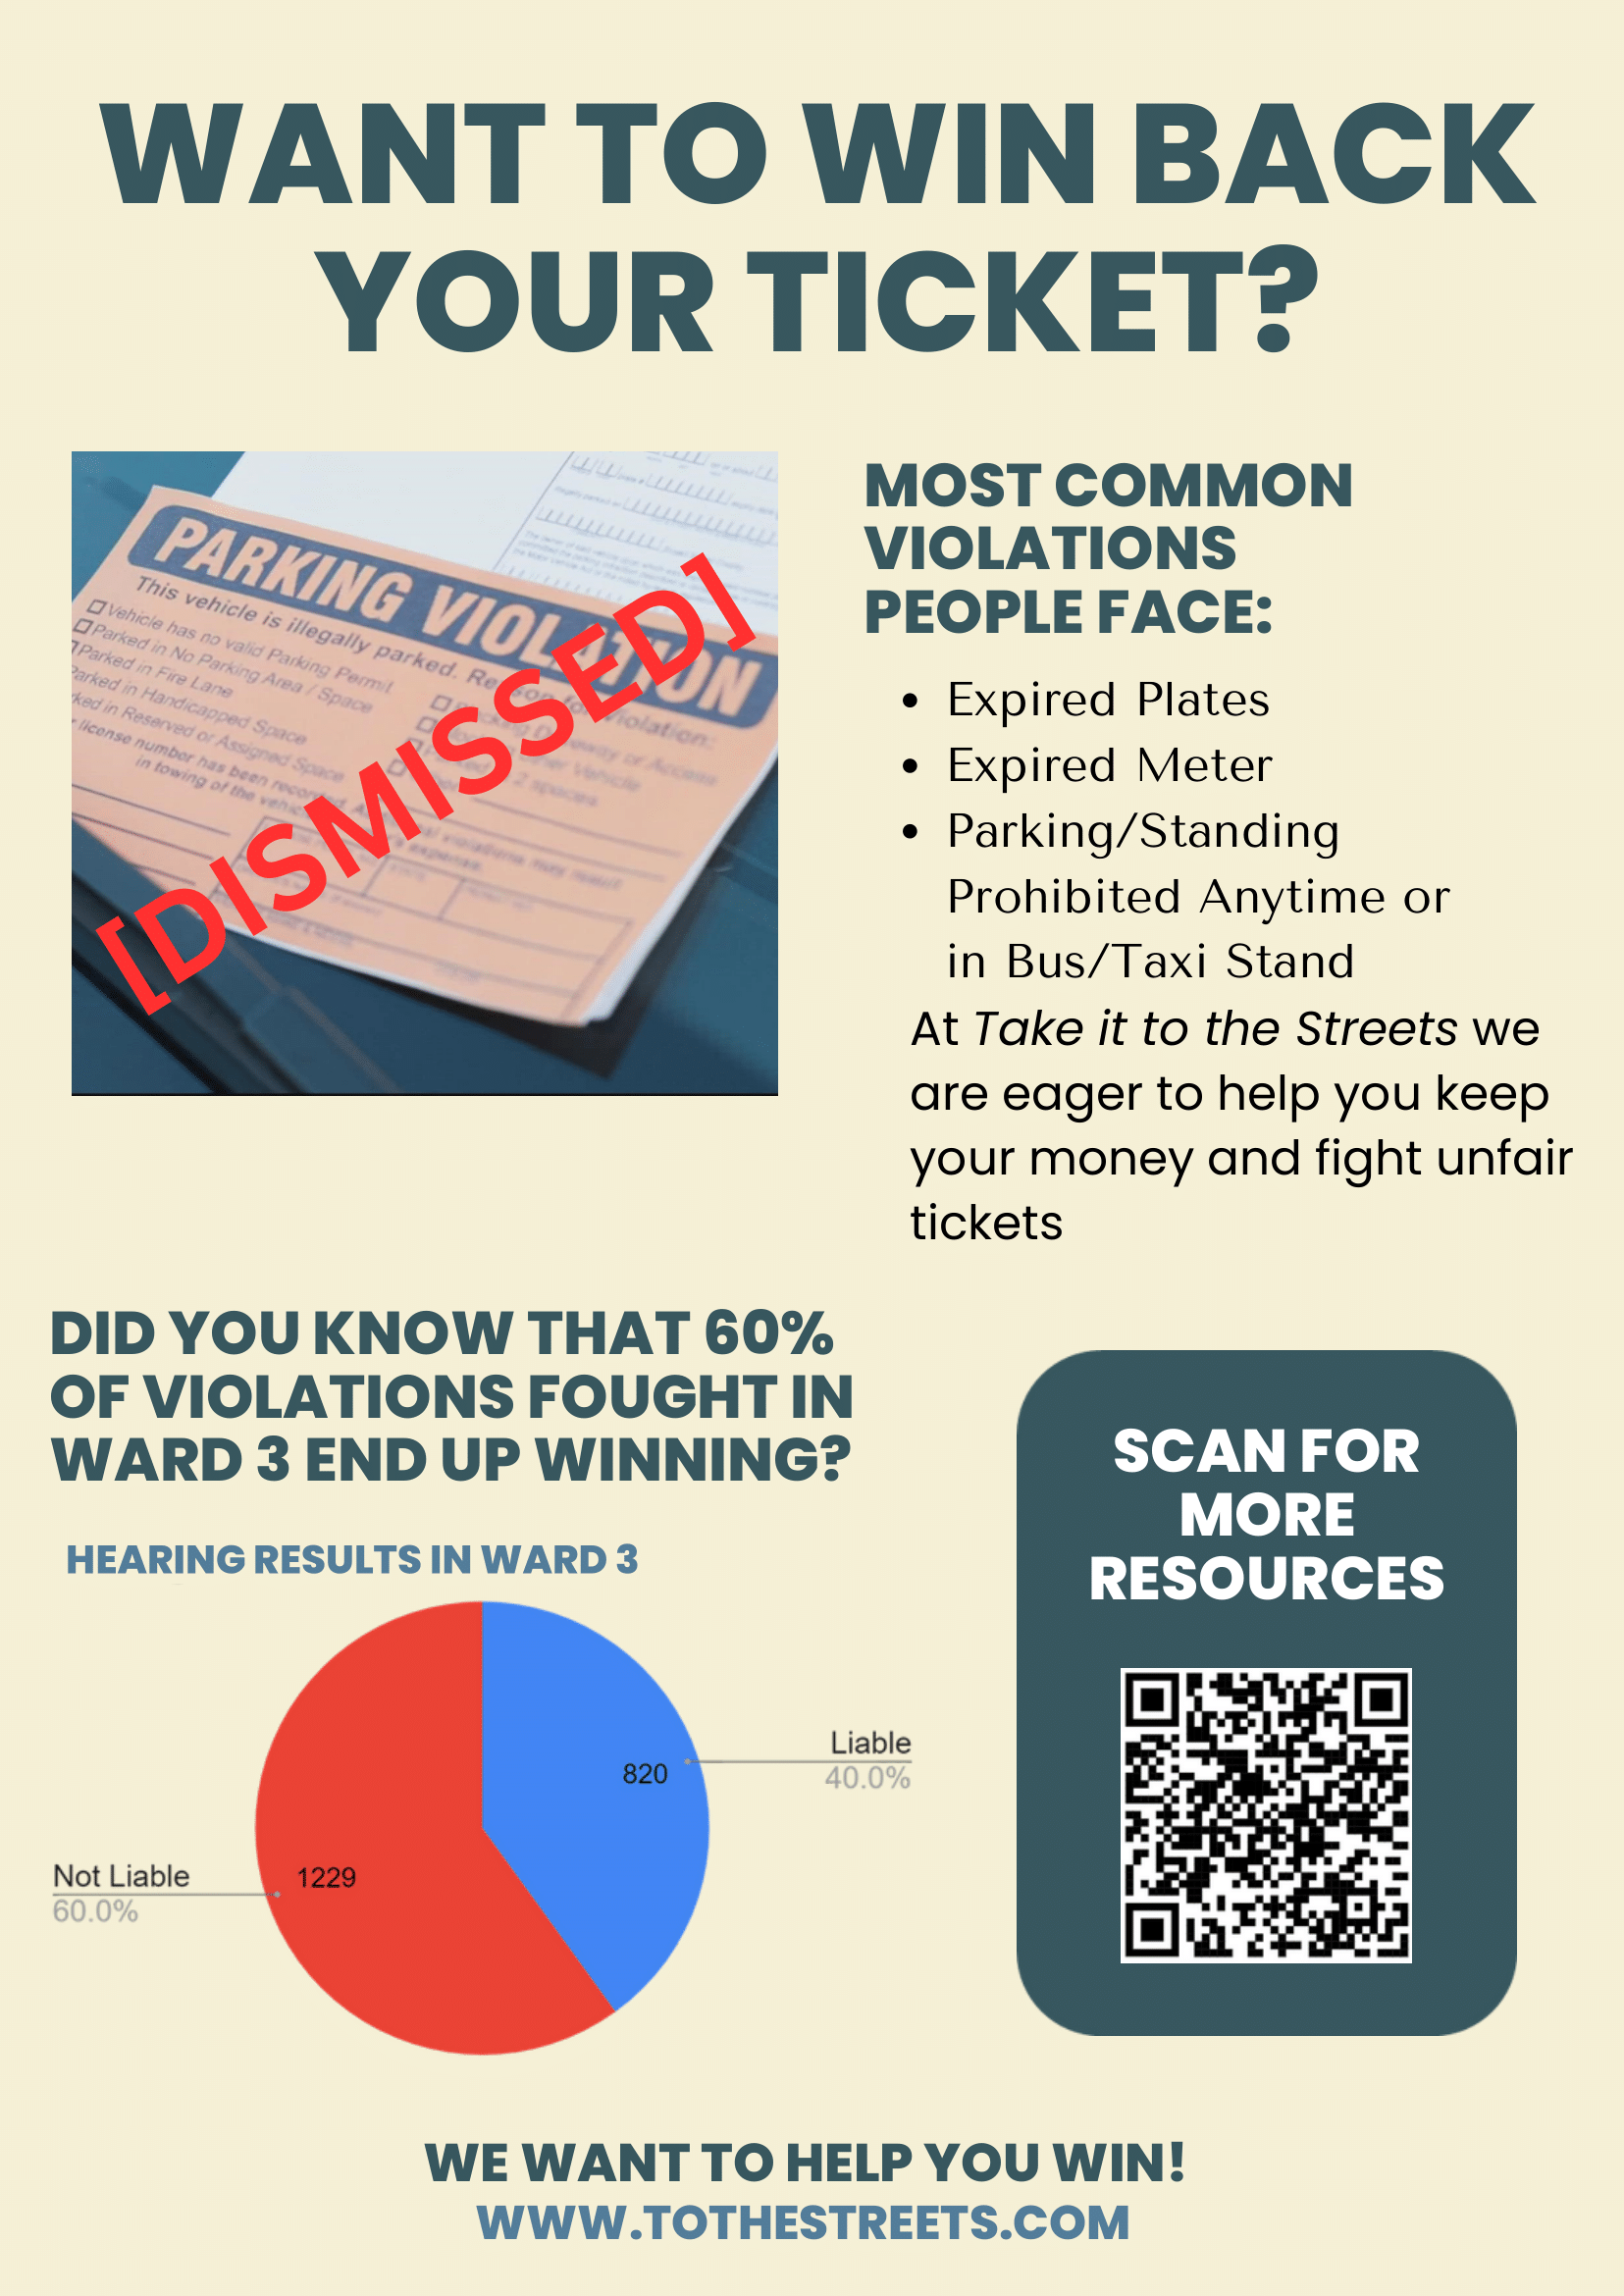 WANT TO WIN BACK
YOUR TICKET?
PARKING VIOLATION
This vehicle is illegally parked. Reason for Violation:
Vehicle has no valid Parking Permit
Parked in No Parking Area / Space
Parked in Fire Lane
Parked in Handicapped Space
in Reserved or Assigned Space
license number has been recorded.
in towing of the
[DISMISSED]
MOST COMMON
VIOLATIONS
PEOPLE FACE:
• Expired Plates
• Expired Meter
• Parking/Standing
Prohibited Anytime or
in Bus/Taxi Stand
At Take it to the Streets we
are eager to help you keep
your money and fight unfair
tickets
DID YOU KNOW THAT 60%
OF VIOLATIONS FOUGHT IN
WARD 3 END UP WINNING?
HEARING RESULTS IN WARD 3
Liable
40.0%
820
Not Liable
60.0%
1229
SCAN FOR
MORE
RESOURCES
WE WANT TO HELP YOU WIN!
WWW.TOTHESTREETS.COM